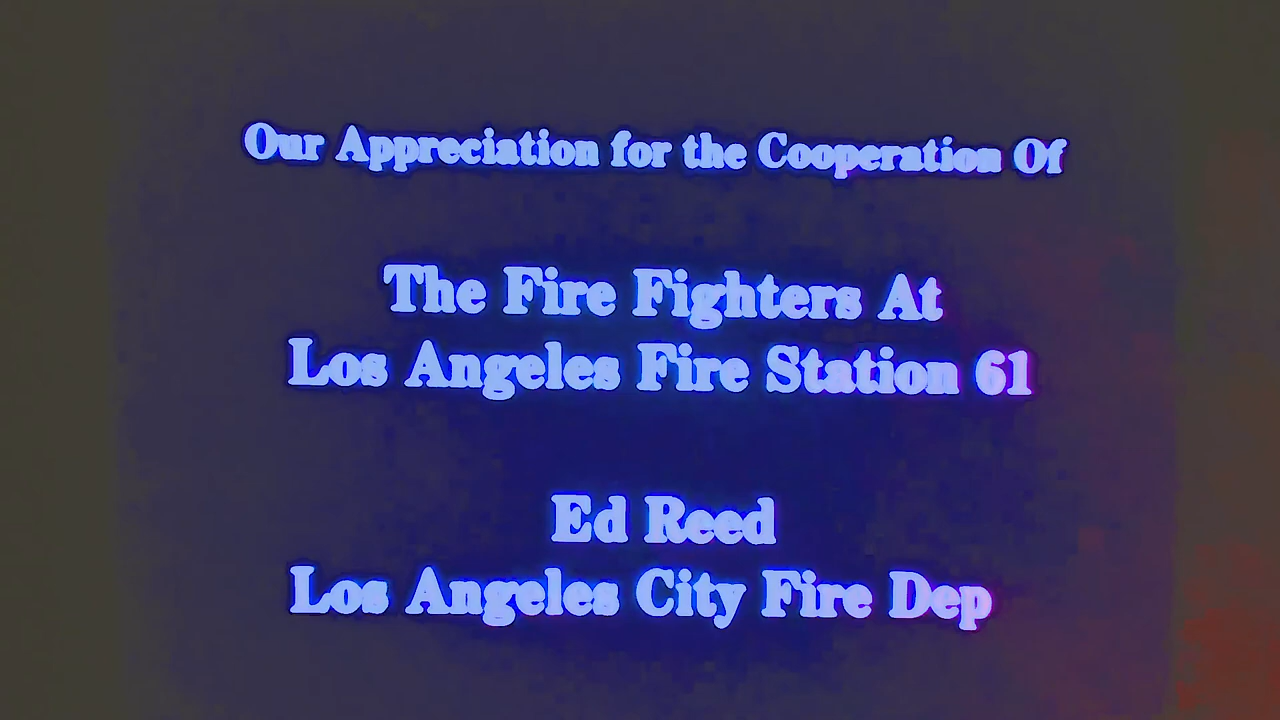 Our Appreciation for the Cooperation Of
The Fire Fighters At
Los Angeles Fire Station 61
Ed Reed
Los Angeles City Fire Dep